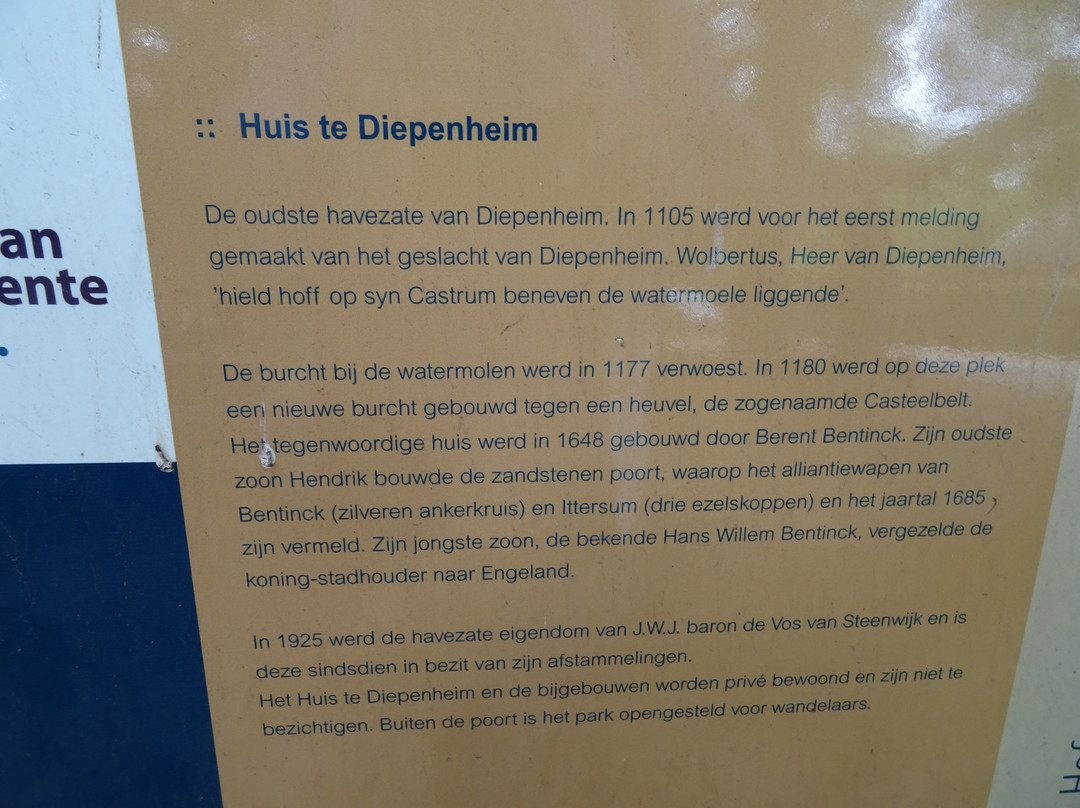 an
ente
:: Huis te Diepenheim
De oudste havezate van Diepenheim. In 1105 werd voor het eerst melding
gemaakt van het geslacht van Diepenheim. Wolbertus, Heer van Diepenheim,
'hield hoff op syn Castrum beneven de watermoele liggende'.
De burcht bij de watermolen werd in 1177 verwoest. In 1180 werd op deze plek
een nieuwe burcht gebouwd tegen een heuvel, de zogenaamde Casteelbelt.
Het tegenwoordige huis werd in 1648 gebouwd door Berent Bentinck. Zijn oudste
zoon Hendrik bouwde de zandstenen poort, waarop het alliantiewapen van
Bentinck (zilveren ankerkruis) en Ittersum (drie ezelskoppen) en het jaartal 1685,
zijn vermeld. Zijn jongste zoon, de bekende Hans Willem Bentinck, vergezelde de
koning-stadhouder naar Engeland.
In 1925 werd de havezate eigendom van J.W.J. baron de Vos van Steenwijk en is
deze sindsdien in bezit van zijn afstammelingen.
Het Huis te Diepenheim en de bijgebouwen worden privé bewoond en zijn niet te
bezichtigen. Buiten de poort is het park opengesteld voor wandelaars.